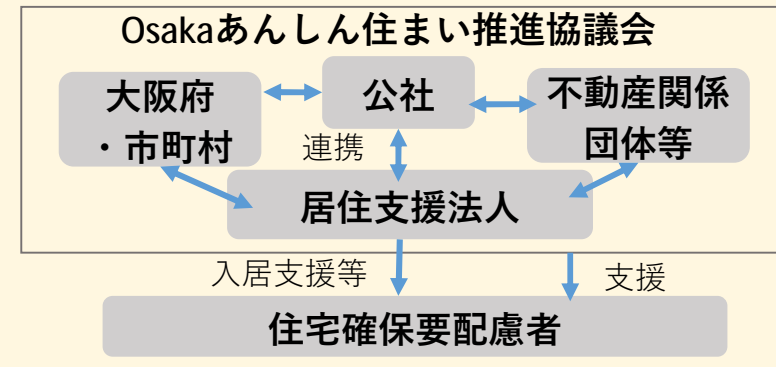 Osakaあんしん住まい推進協議会
大阪府
・市町村
公社
不動産関係
団体等
連携
居住支援法人
入居支援等
支援
住宅確保要配慮者